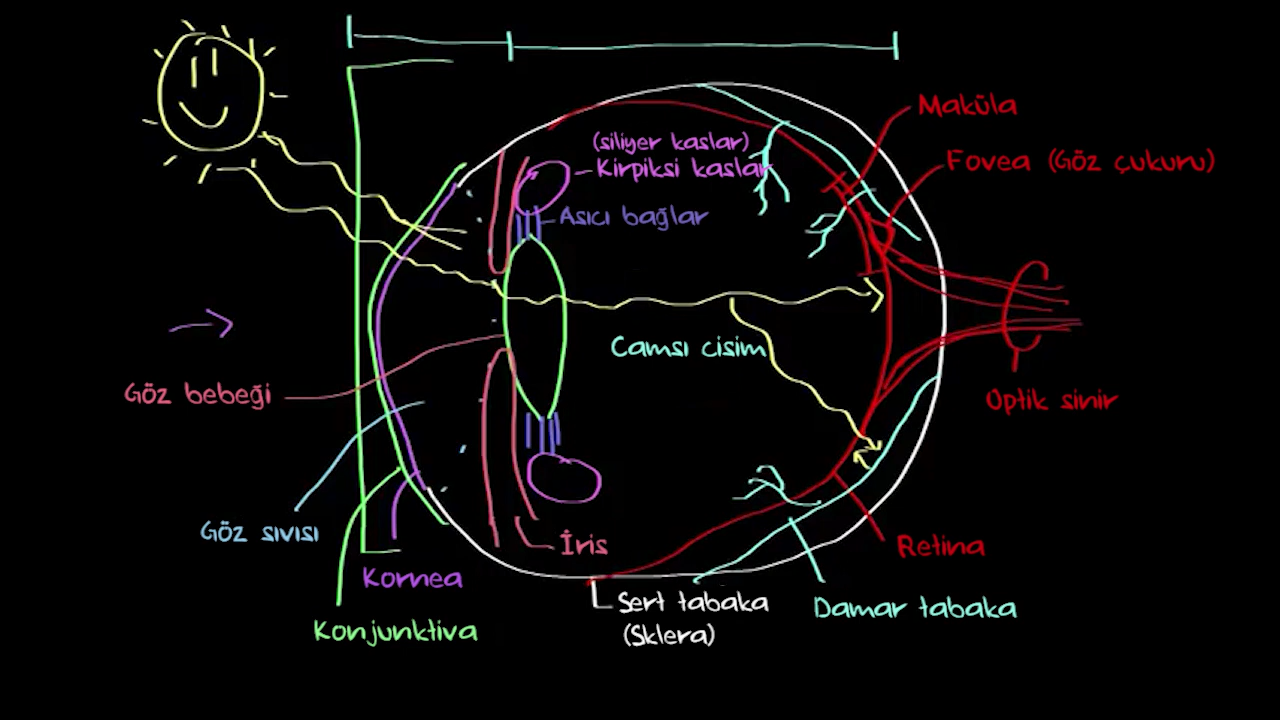 Maküla
(siliyer kaslar)
Kirpiksi kaslar
Fovea (Göz çukuru)
Asıcı bağlar
Camsı cisim
Göz bebeği
Optik sinir
Göz sıvısı
İris
Retina
Kornea
Sert tabaka
(Sklera)
Damar tabaka
Konjunktiva